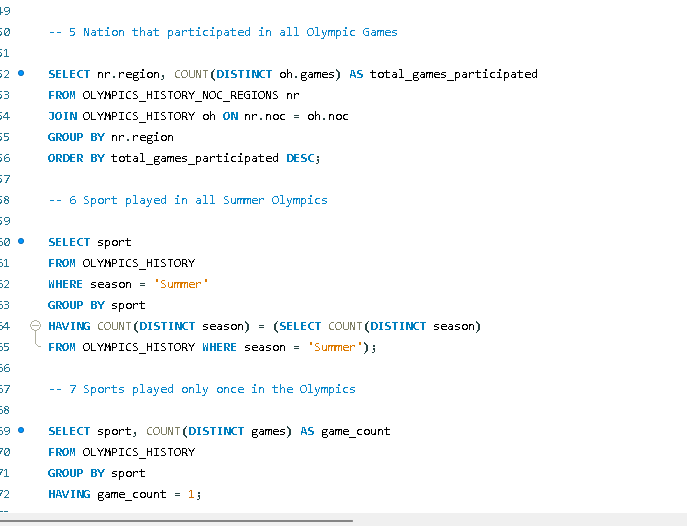 49
50 -- 5 Nation that participated in all Olympic Games
51
52 SELECT nr.region, COUNT(DISTINCT oh.games) AS total_games_participated
53 FROM OLYMPICS_HISTORY_NOC_REGIONS nr
54 JOIN OLYMPICS_HISTORY oh ON nr.noc = oh.noc
55 GROUP BY nr.region
56 ORDER BY total_games_participated DESC;
57
58 -- 6 Sport played in all Summer Olympics
59
60 SELECT sport
61 FROM OLYMPICS_HISTORY
62 WHERE season = 'Summer'
63 GROUP BY sport
64 HAVING COUNT(DISTINCT season) = (SELECT COUNT(DISTINCT season)
65 FROM OLYMPICS_HISTORY WHERE season = 'Summer');
66
67 -- 7 Sports played only once in the Olympics
68
69 SELECT sport, COUNT(DISTINCT games) AS game_count
70 FROM OLYMPICS_HISTORY
71 GROUP BY sport
72 HAVING game_count = 1;